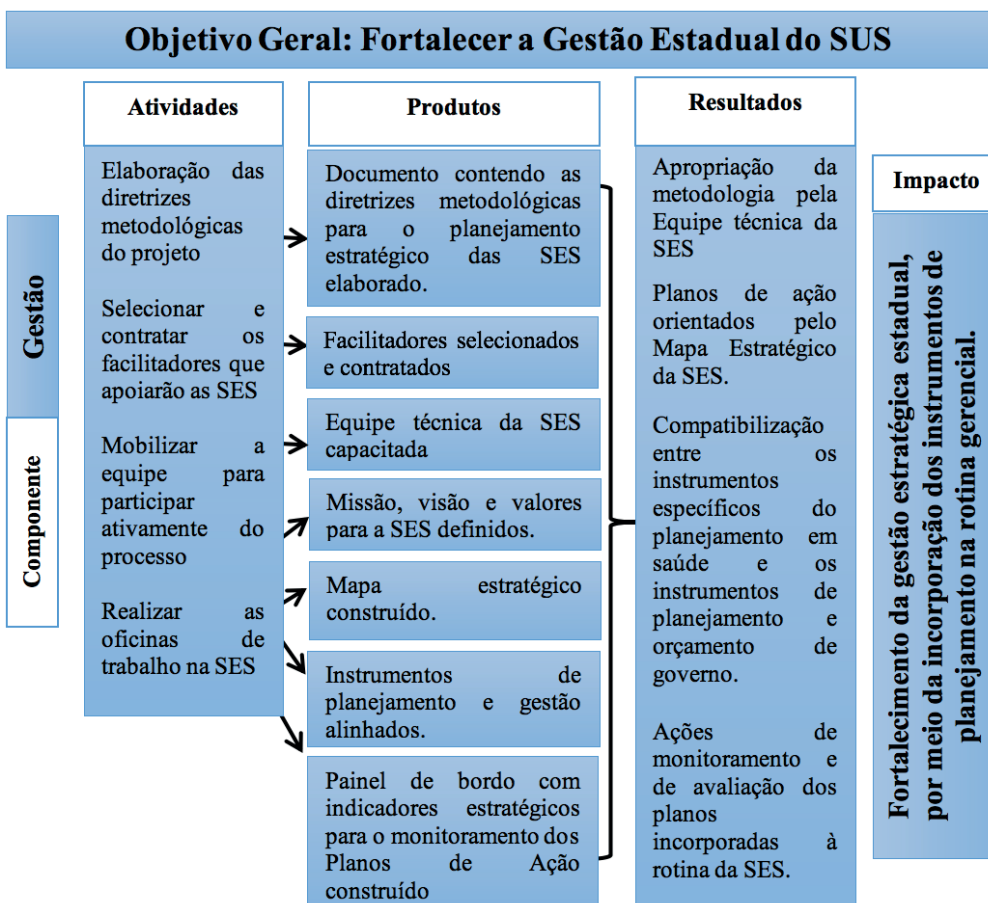 Objetivo Geral: Fortalecer a Gestão Estadual do SUS
Atividades
Elaboração das
diretrizes
metodológicas
do projeto
Selecionar e
contratar os
facilitadores que
apoiarão as SES
Mobilizar a
equipe para
participar
ativamente do
processo
Realizar as
oficinas de
trabalho na SES
Produtos
Documento contendo as
diretrizes metodológicas
para o planejamento
estratégico das SES
elaborado.
Facilitadores selecionados
e contratados
Equipe técnica da SES
capacitada
Missão, visão e valores
para a SES definidos.
Mapa estratégico
construído.
Instrumentos de
planejamento e gestão
alinhados.
Painel de bordo com
indicadores estratégicos
para o monitoramento dos
Planos de Ação
construído
Resultados
Apropriação da
metodologia pela
Equipe técnica da
SES
Planos de ação
orientados pelo
Mapa Estratégico
da SES.
Compatibilização
entre os
instrumentos
específicos do
planejamento em
saúde e os
instrumentos de
planejamento e
orçamento de
governo.
Ações de
monitoramento e
de avaliação dos
planos
incorporadas à
rotina da SES.
Impacto
Fortalecimento da gestão estratégica estadual,
por meio da incorporação dos instrumentos de
planejamento na rotina gerencial.
Gestão
Componente